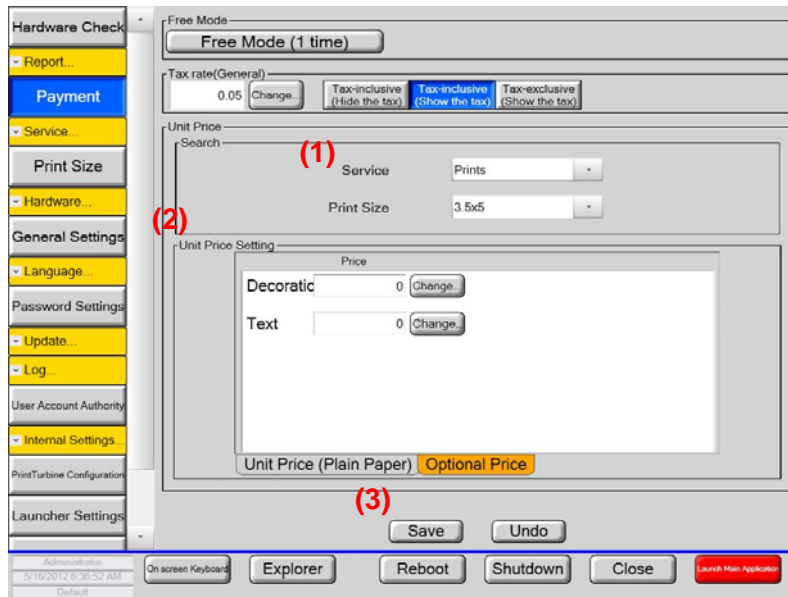 Hardware Check
Report...
Payment
Service...
Print Size
Hardware...
General Settings
Language...
Password Settings
Update...
Log...
User Account Authority
Internal Settings...
PrintTurbine Configuration
Launcher Settings
Administrator
5/16/2012 6:36:52 AM
Default
Free Mode
Free Mode (1 time)
Tax rate(General)
0.05 Change...
Tax-inclusive
(Hide the tax)
Tax-inclusive
(Show the tax)
Tax-exclusive
(Show the tax)
Unit Price
Search
(1)
Service Prints
Print Size 3.5x5
(2)
Unit Price Setting
Price
Decoratic 0 Change...
Text 0 Change...
Unit Price (Plain Paper) Optional Price
(3)
Save Undo
On screen Keyboard Explorer Reboot Shutdown Close Launch Main Application